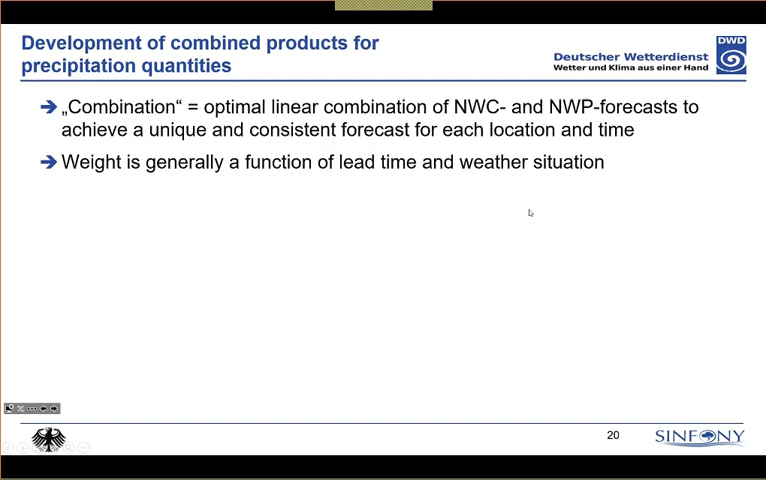 Development of combined products for
precipitation quantities
DWD
Deutscher Wetterdienst
Wetter und Klima aus einer Hand
➔ „Combination“ = optimal linear combination of NWC- and NWP-forecasts to
achieve a unique and consistent forecast for each location and time
➔ Weight is generally a function of lead time and weather situation
20
SINFONY